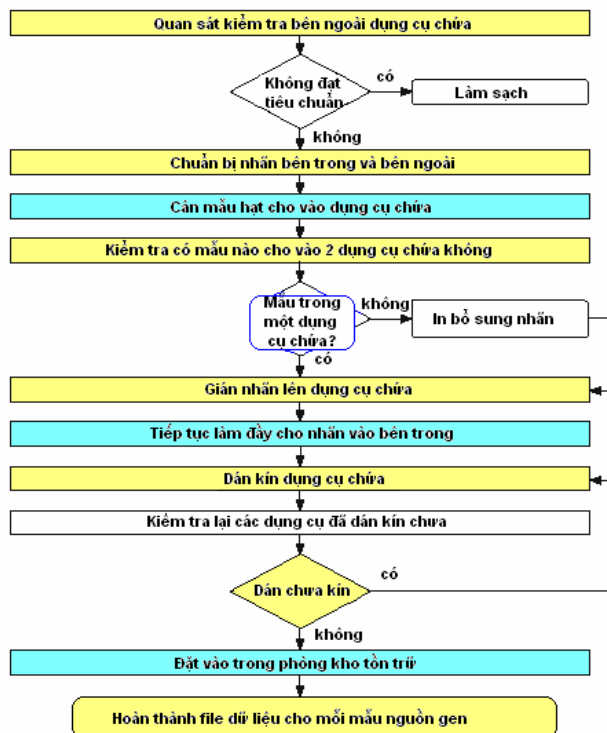 Quan sát kiểm tra bên ngoài dụng cụ chứa
Không đạt
tiêu chuẩn
có
Làm sạch
không
Chuẩn bị nhãn bên trong và bên ngoài
Cân mẫu hạt cho vào dụng cụ chứa
Kiểm tra có mẫu nào cho vào 2 dụng cụ chứa không
Mẫu trong
một dụng
cụ chứa?
không
In bổ sung nhãn
có
Gián nhãn lên dụng cụ chứa
Tiếp tục làm đầy cho nhãn vào bên trong
Dán kín dụng cụ chứa
Kiểm tra lại các dụng cụ đã dán kín chưa
Dán chưa kín
có
không
Đặt vào trong phòng kho tồn trữ
Hoàn thành file dữ liệu cho mỗi mẫu nguồn gen